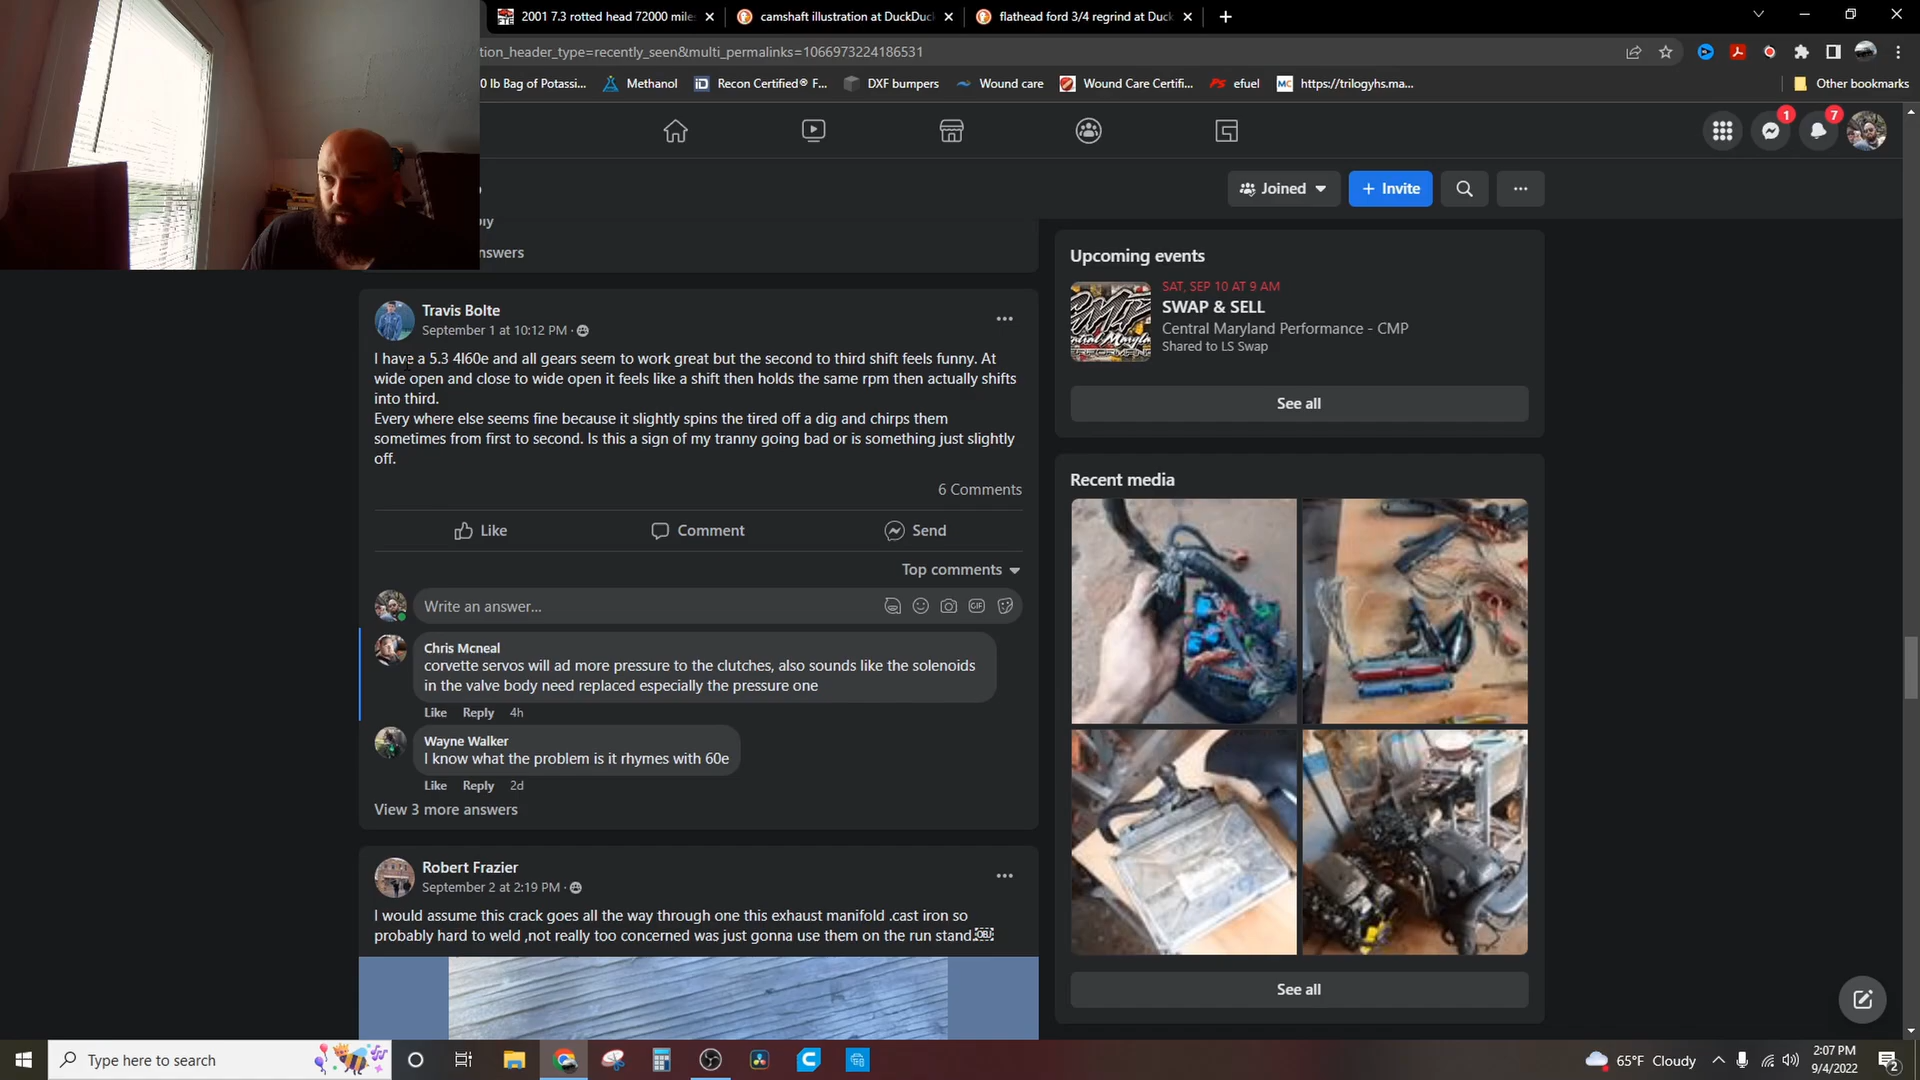 2001 7.3 rotted head 72000 mile
camshaft illustration at DuckDuc
flathead ford 3/4 regrind at Duck
tion_header_type=recently_seen&multi_permalinks=1066973224186531
0 lb Bag of Potassi...
Methanol
Recon Certified® F...
DXF bumpers
Wound care
Wound Care Certifi...
efuel
https://trilogyhs.ma...
Other bookmarks
1
7
Joined
+ Invite
Upcoming events
SAT, SEP 10 AT 9 AM
SWAP & SELL
Central Maryland Performance - CMP
Shared to LS Swap
See all
Travis Bolte
September 1 at 10:12 PM ·
I have a 5.3 4l60e and all gears seem to work great but the second to third shift feels funny. At
wide open and close to wide open it feels like a shift then holds the same rpm then actually shifts
into third.
Every where else seems fine because it slightly spins the tired off a dig and chirps them
sometimes from first to second. Is this a sign of my tranny going bad or is something just slightly
off.
6 Comments
Like
Comment
Send
Top comments
Write an answer...
GIF
Chris Mcneal
corvette servos will ad more pressure to the clutches, also sounds like the solenoids
in the valve body need replaced especially the pressure one
Like Reply 4h
Wayne Walker
I know what the problem is it rhymes with 60e
Like Reply 2d
View 3 more answers
Robert Frazier
September 2 at 2:19 PM ·
I would assume this crack goes all the way through one this exhaust manifold .cast iron so
probably hard to weld ,not really too concerned was just gonna use them on the run stand.
Recent media
See all
Type here to search
65°F Cloudy
2:07 PM
9/4/2022
2